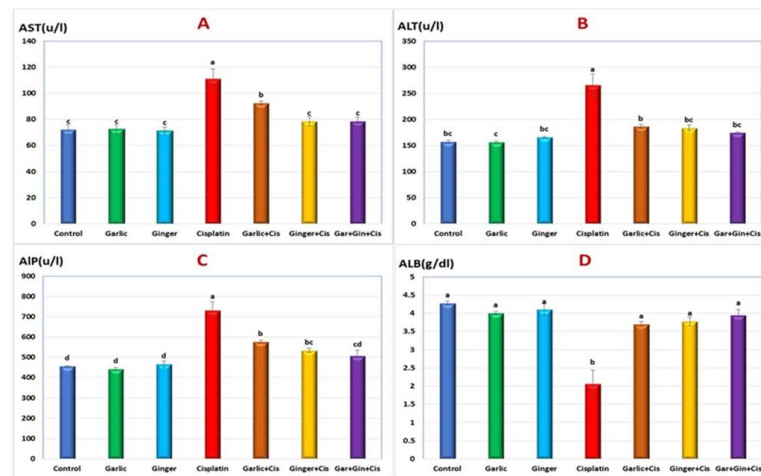 AST(u/l)
A
140
120
100
80
60
40
20
0
c
c
c
a
b
c
c
Control
Garlic
Ginger
Cisplatin
Garlic+Cis
Ginger+Cis
Gar+Gin+Cis
ALT(u/l)
B
350
300
250
200
150
100
50
0
bc
c
bc
a
b
bc
bc
Control
Garlic
Ginger
Cisplatin
Garlic+Cis
Ginger+Cis
Gar+Gin+Cis
AlP(u/l)
C
900
800
700
600
500
400
300
200
100
0
d
d
d
a
b
bc
cd
Control
Garlic
Ginger
Cisplatin
Garlic+Cis
Ginger+Cis
Gar+Gin+Cis
ALB(g/dl)
D
5
4.5
4
3.5
3
2.5
2
1.5
1
0.5
0
a
a
a
b
a
a
a
Control
Garlic
Ginger
Cisplatin
Garlic+Cis
Ginger+Cis
Gar+Gin+Cis